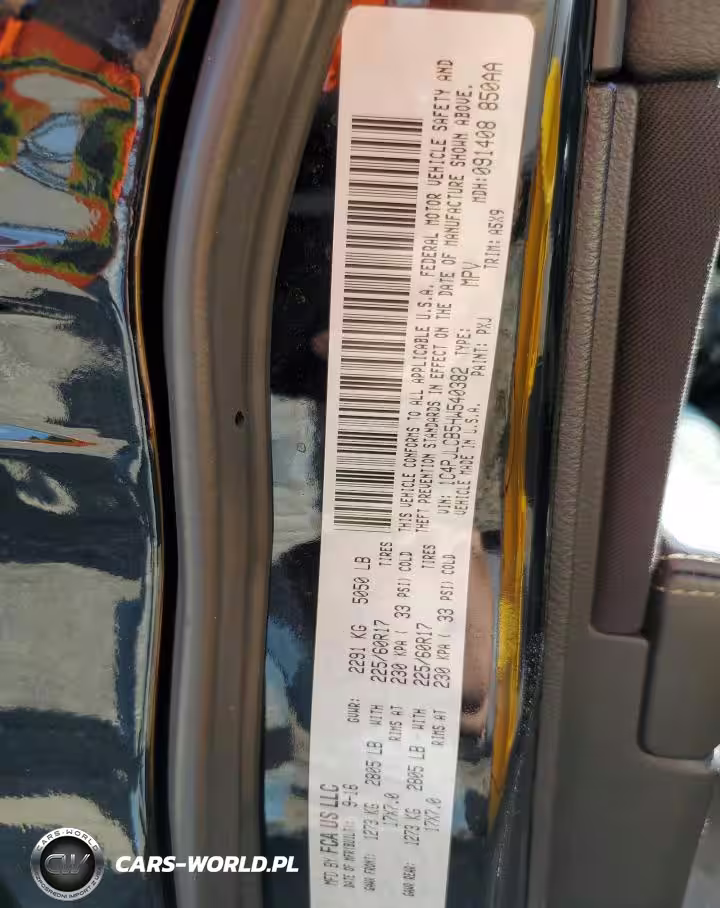 MFD BY FCA US LLC
DATE OF MFR: 9-16
GVWR: 2291 KG 5050 LB
GAWR FRONT: 1273 KG 2805 LB WITH 225/60R17 TIRES
17X7.0 RIMS AT 230 KPA ( 33 PSI) COLD
GAWR REAR: 1273 KG 2805 LB WITH 225/60R17 TIRES
17X7.0 RIMS AT 230 KPA ( 33 PSI) COLD
THIS VEHICLE CONFORMS TO ALL APPLICABLE U.S.A. FEDERAL MOTOR VEHICLE SAFETY AND
THEFT PREVENTION STANDARDS IN EFFECT ON THE DATE OF MANUFACTURE SHOWN ABOVE.
VIN: 1C4PJLCB5HW540382 TYPE: MPV MDH:091408 850AA
VEHICLE MADE IN U.S.A. PAINT: PXJ TRIM: A5X9
CW
CARS-WORLD.PL